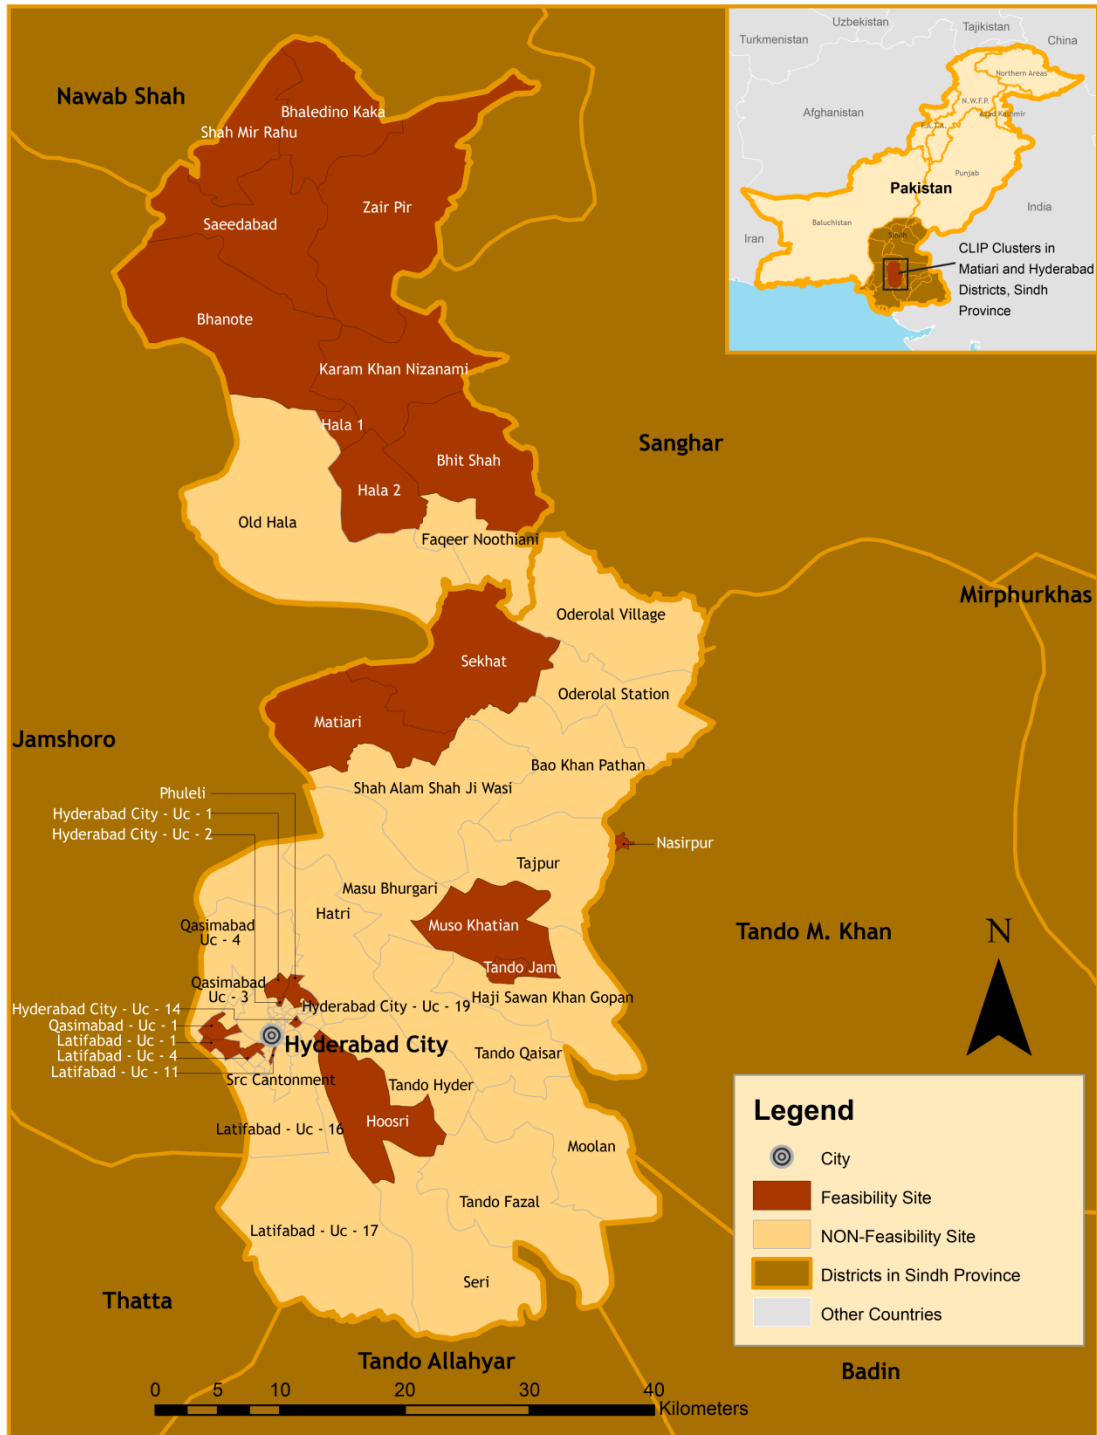 Nawab Shah
Bhaledino Kaka
Shah Mir Rahu
Saeedabad
Zair Pir
Bhanote
Karam Khan Nizanami
Hala 1
Bhit Shah
Hala 2
Old Hala
Faqeer Noothiani
Sanghar
Mirphurkhas
Oderolal Village
Sekhat
Oderolal Station
Matiari
Jamshoro
Bao Khan Pathan
Shah Alam Shah Ji Wasi
Phuleli
Hyderabad City - Uc - 1
Hyderabad City - Uc - 2
Nasirpur
Tajpur
Masu Bhurgari
Hatri
Muso Khatian
Qasimabad
Uc - 4
Tando M. Khan
Tando Jam
Qasimabad
Uc - 3
Haji Sawan Khan Gopan
Hyderabad City - Uc - 19
Hyderabad City - Uc - 14
Qasimabad - Uc - 1
Latifabad - Uc - 1
Latifabad - Uc - 4
Latifabad - Uc - 11
Hyderabad City
Tando Qaisar
Src Cantonment
Tando Hyder
Hoosri
Latifabad - Uc - 16
Moolan
Tando Fazal
Latifabad - Uc - 17
Seri
Thatta
Tando Allahyar
Badin
0 5 10 20 30 40
Kilometers
Uzbekistan
Tajikistan
Turkmenistan
China
Northern Areas
N.W.F.P.
Azad Kashmir
F.A.T.A.
Afghanistan
Punjab
Pakistan
India
Baluchistan
Iran
Sindh
CLIP Clusters in
Matiari and Hyderabad
Districts, Sindh
Province
N
Legend
City
Feasibility Site
NON-Feasibility Site
Districts in Sindh Province
Other Countries